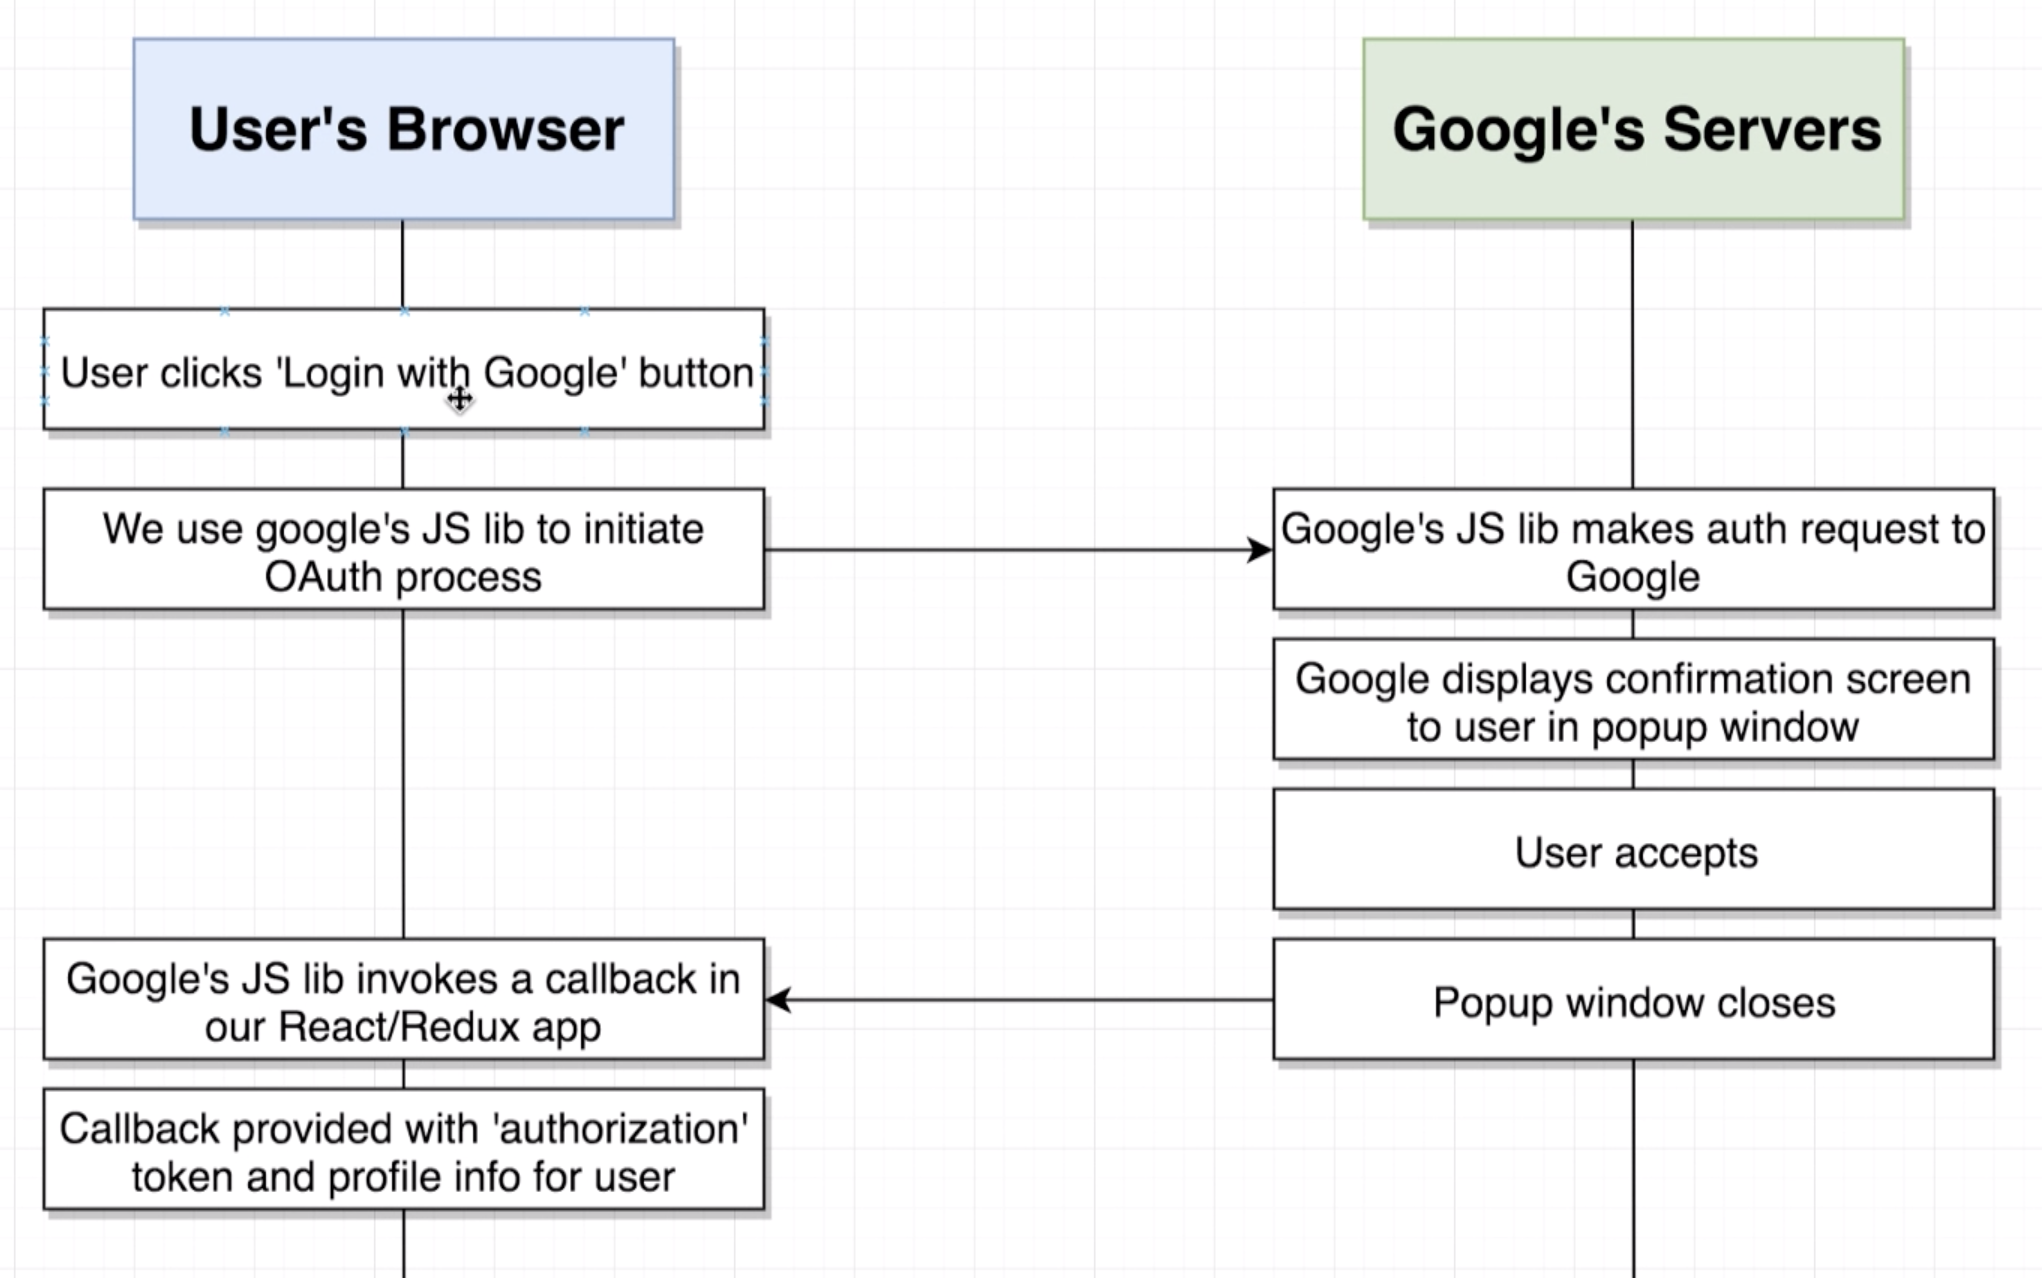 User's Browser
Google's Servers
User clicks 'Login with Google' button
We use google's JS lib to initiate
OAuth process
Google's JS lib makes auth request to
Google
Google displays confirmation screen
to user in popup window
User accepts
Google's JS lib invokes a callback in
our React/Redux app
Popup window closes
Callback provided with 'authorization'
token and profile info for user